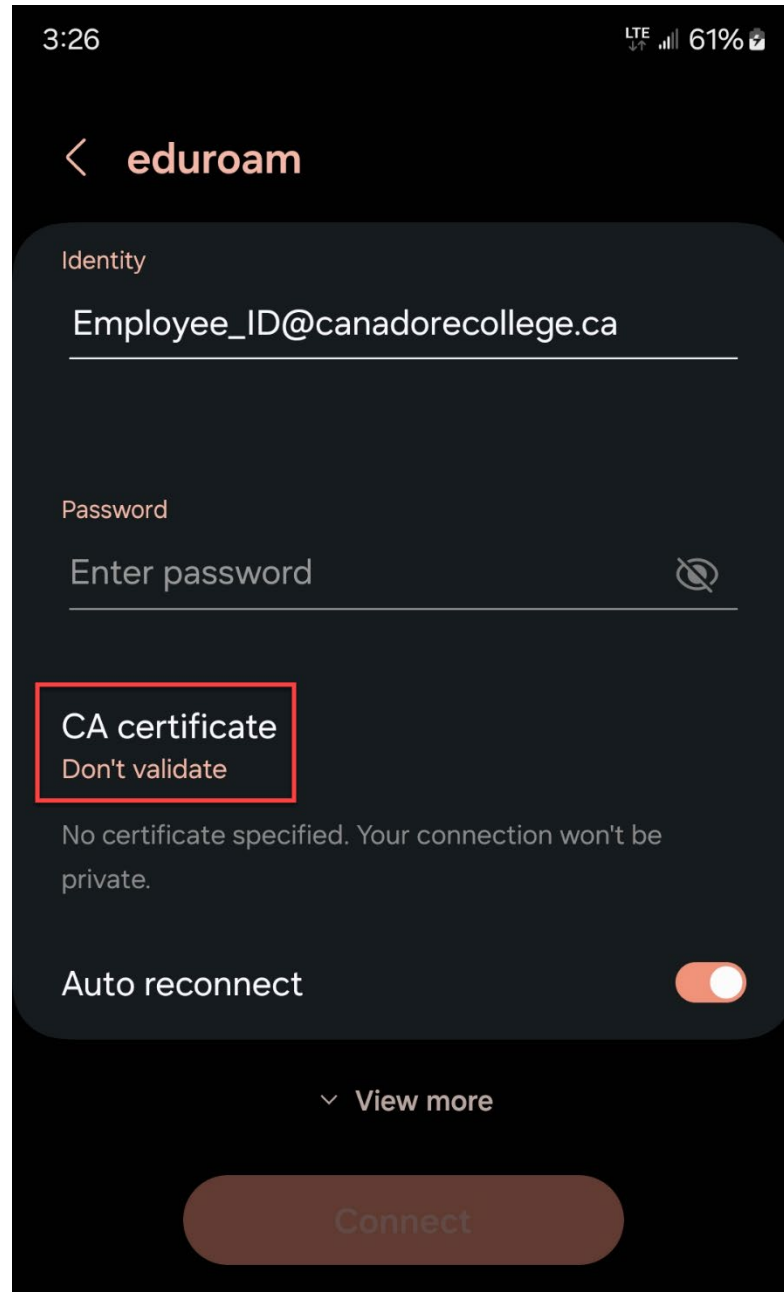 3:26 LTE 61%
eduroam
Identity
Employee_ID@canadorecollege.ca
Password
Enter password
CA certificate
Don't validate
No certificate specified. Your connection won't be
private.
Auto reconnect
View more
Connect